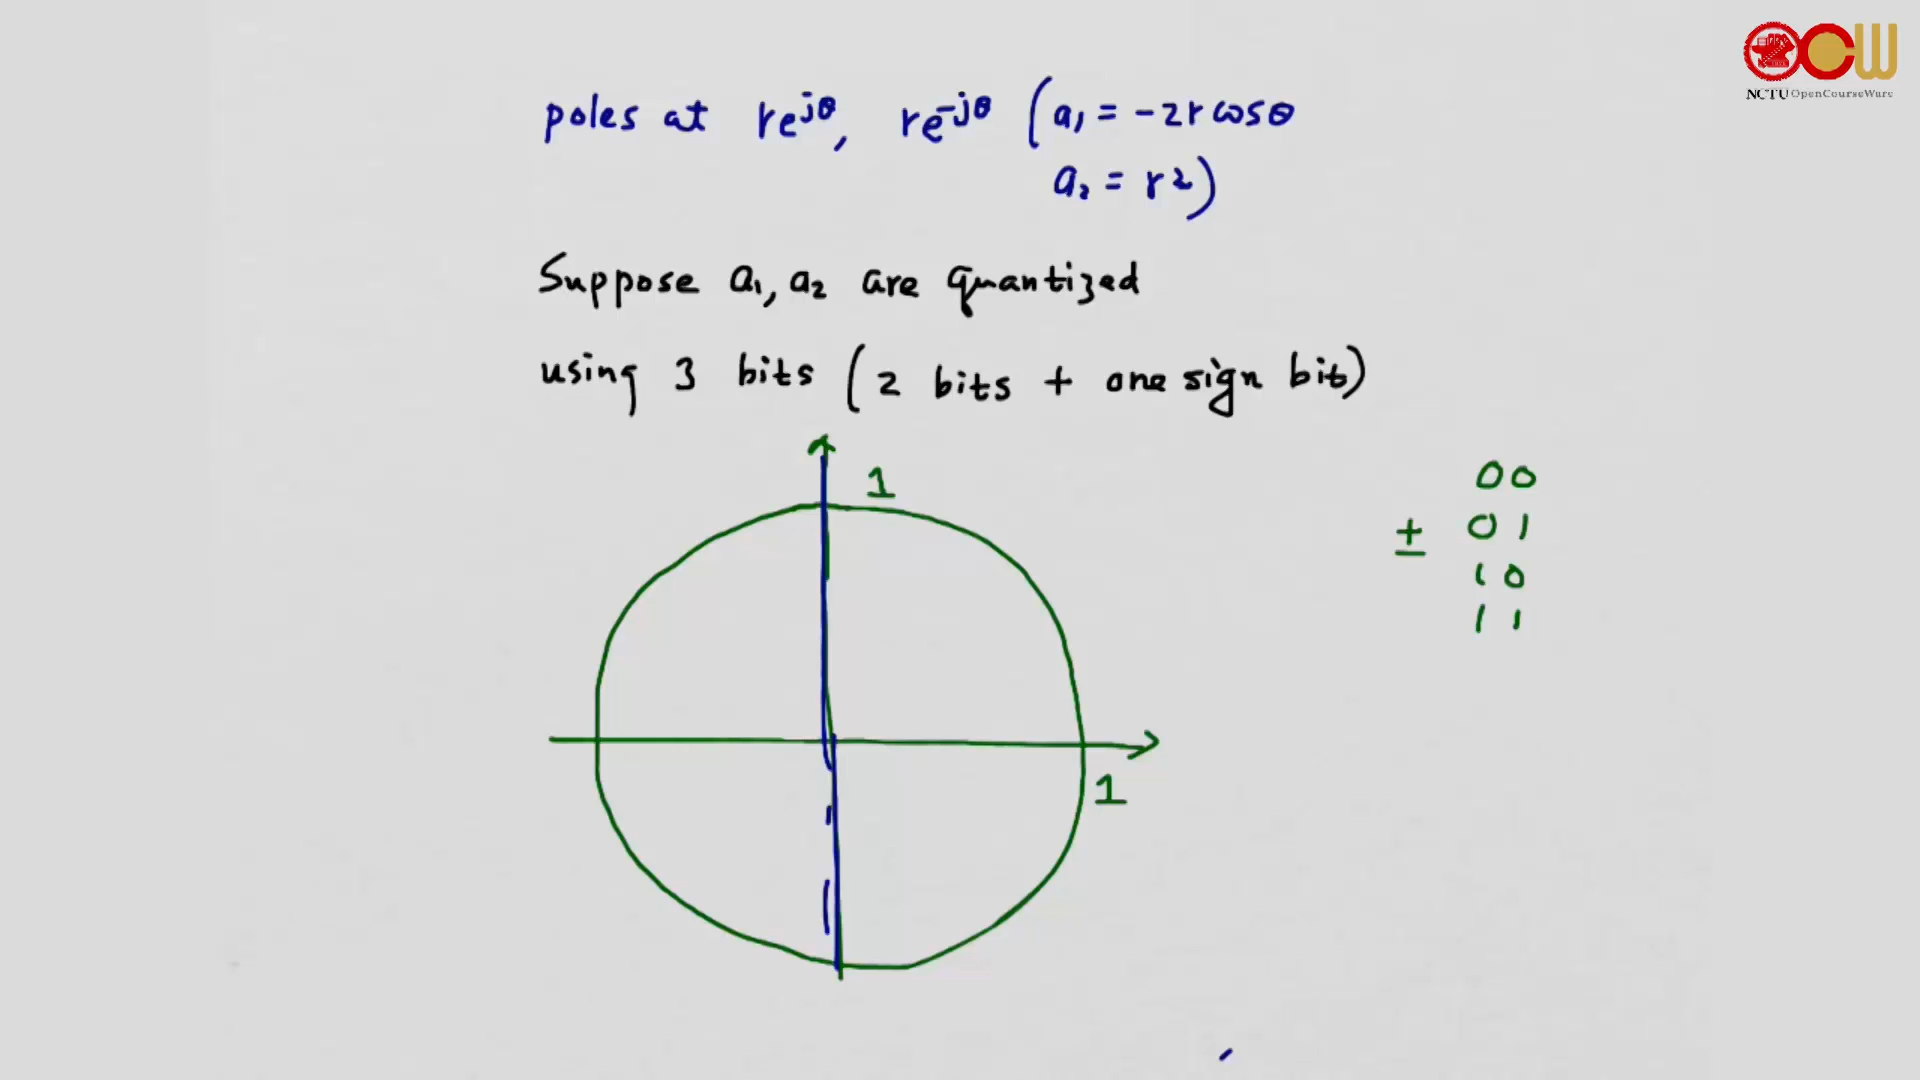 poles at re^jθ, re^-jθ (a₁ = -2r cosθ
a₂ = r²)
Suppose a₁, a₂ are quantized
using 3 bits (2 bits + one sign bit)
1
1
00
± 01
10
11
OCW
NCTU OpenCourseWare